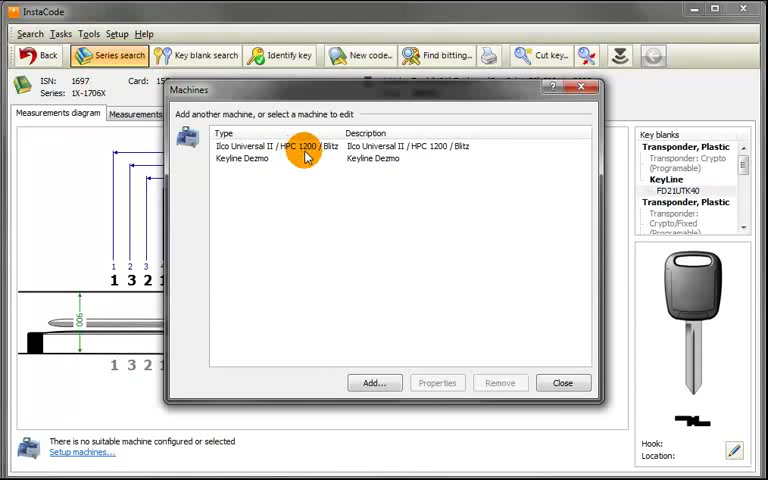 InstaCode
Search Tasks Tools Setup Help
Back Series search Key blank search Identify key New code... Find bitting... Cut key...
ISN: 1697 Card:
Series: 1X-1706X
Measurements diagram Measurements
1 2 3
1 3 2
900
1 3 2
Machines
Add another machine, or select a machine to edit
Type Description
Ilco Universal II / HPC 1200 / Blitz Ilco Universal II / HPC 1200 / Blitz
Keyline Dezmo Keyline Dezmo
Add... Properties Remove Close
Key blanks
Transponder, Plastic
Transponder: Crypto
(Programable)
KeyLine
FD21UTK40
Transponder, Plastic
Transponder:
Crypto/Fixed
(Programable)
Hook:
Location:
There is no suitable machine configured or selected
Setup machines...